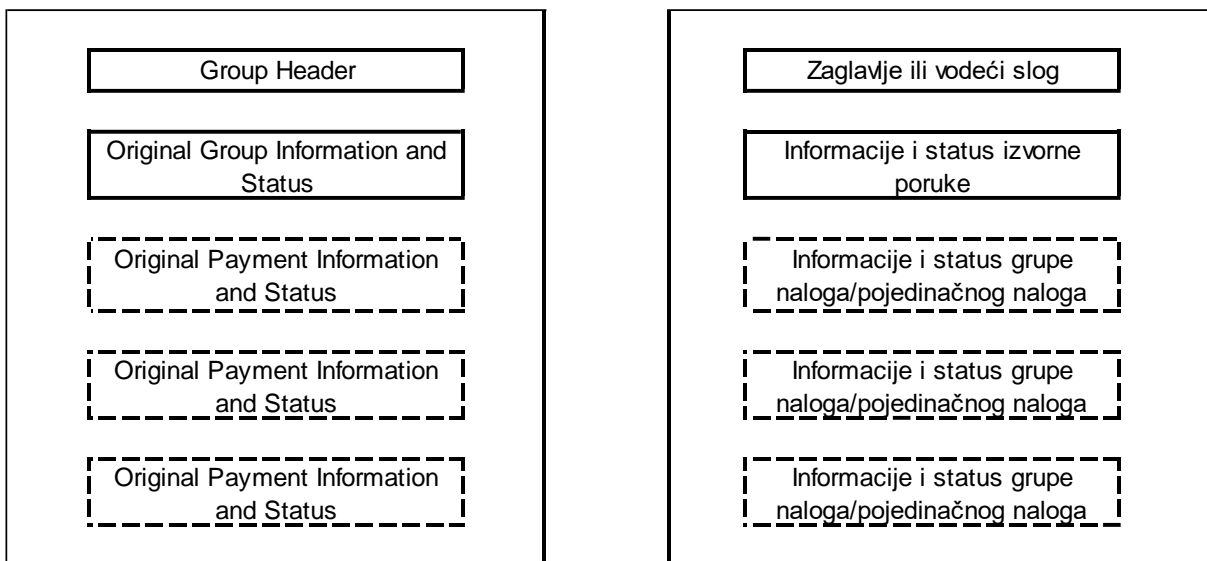 Group Header
Original Group Information and
Status
Original Payment Information
and Status
Original Payment Information
and Status
Original Payment Information
and Status
Zaglavlje ili vodeći slog
Informacije i status izvorne
poruke
Informacije i status grupe
naloga/pojedinačnog naloga
Informacije i status grupe
naloga/pojedinačnog naloga
Informacije i status grupe
naloga/pojedinačnog naloga